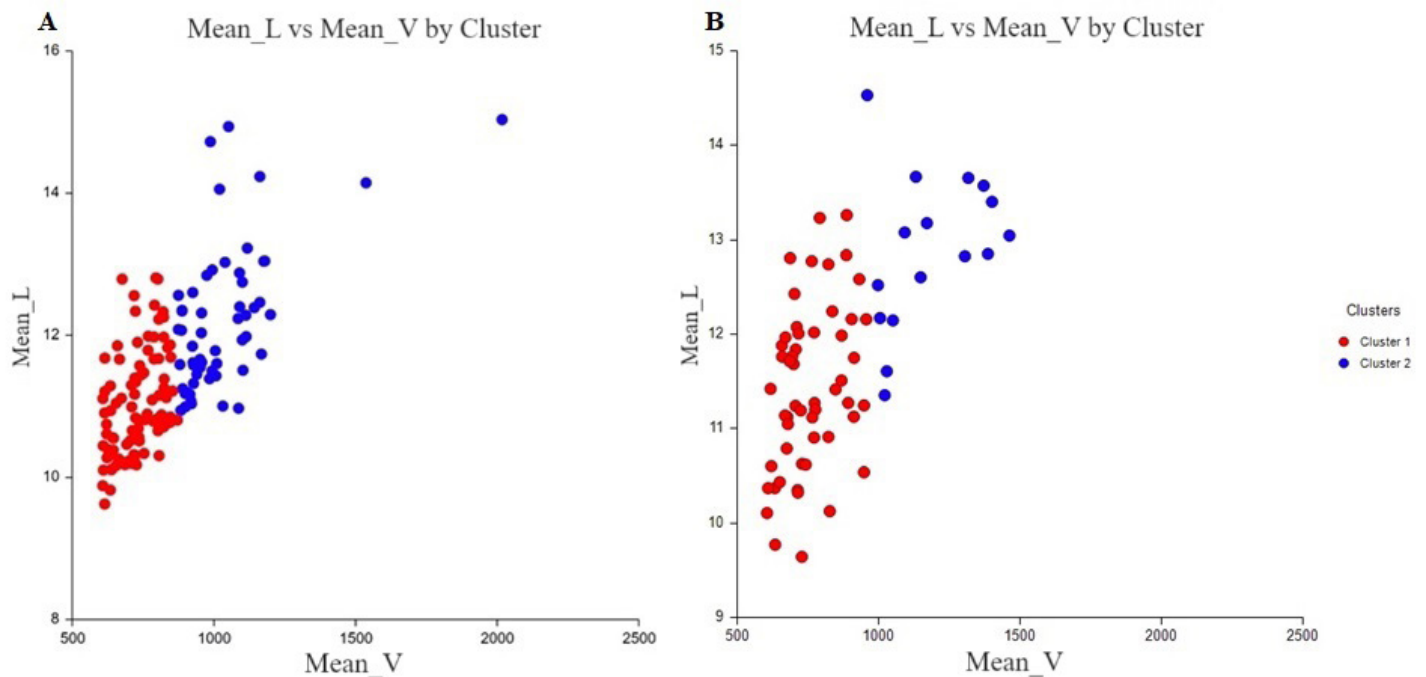 A
Mean_L vs Mean_V by Cluster
16
14
12
10
8
Mean_L
500
1000
1500
2000
2500
Mean_V
B
Mean_L vs Mean_V by Cluster
15
14
13
12
11
10
9
Mean_L
500
1000
1500
2000
2500
Mean_V
Clusters
Cluster 1
Cluster 2